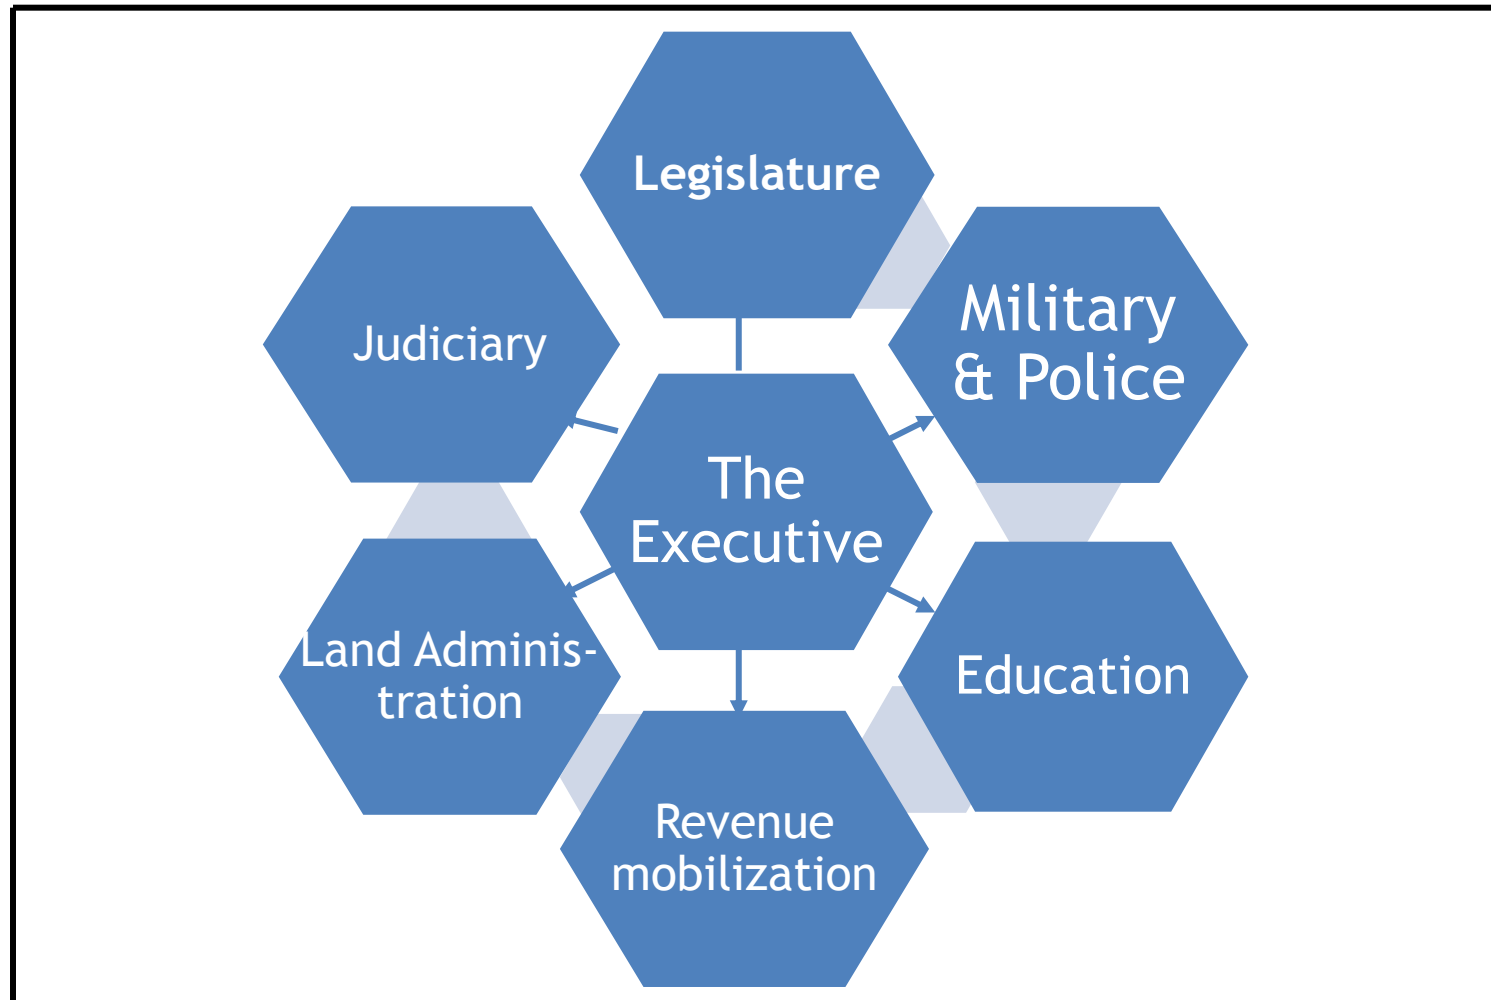 Legislature
Judiciary
Military
& Police
The
Executive
Land Adminis-
tration
Education
Revenue
mobilization